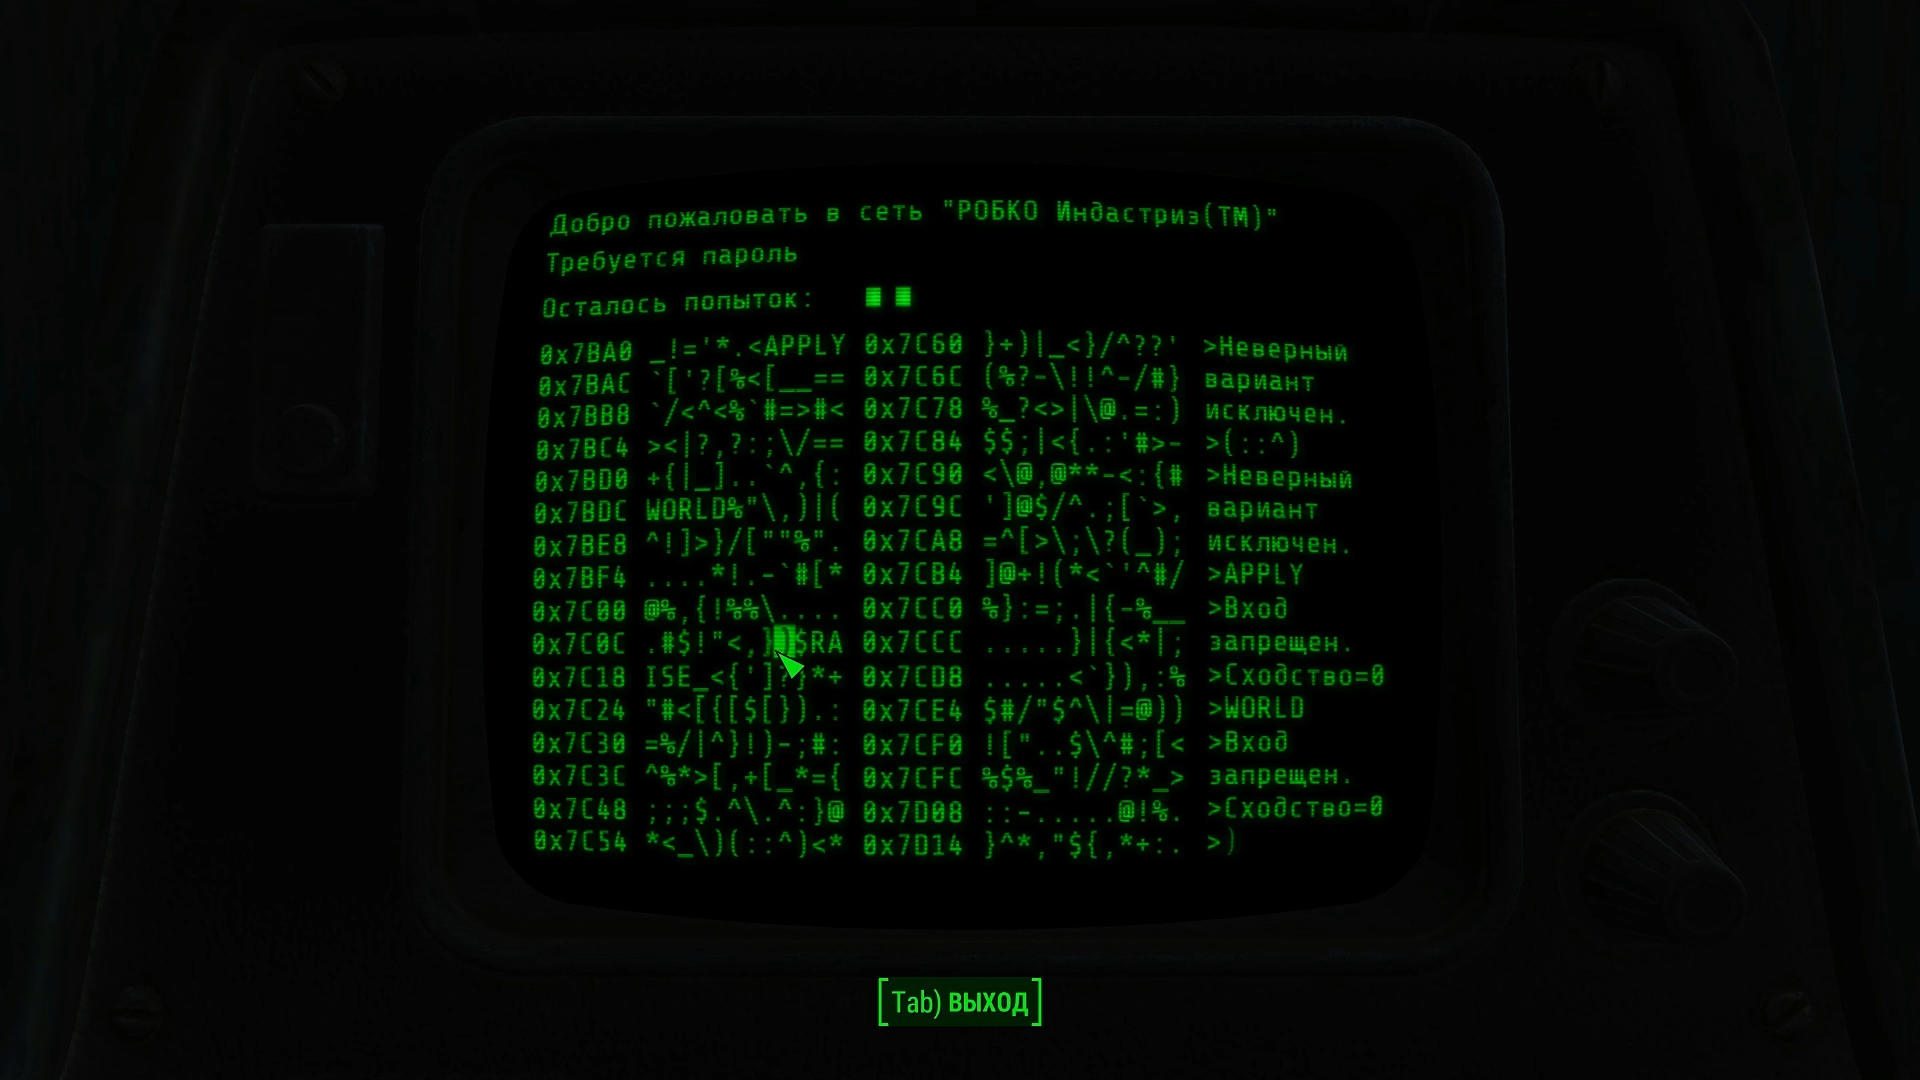 Добро пожаловать в сеть "РОБКО Индастриз(ТМ)"
Требуется пароль
Осталось попыток:
0x7BA0 _!='*.<APPLY 0x7C60 }+)|_<}/^??' >Неверный
0x7BAC `['?[%<[__== 0x7C6C (%?-\!!^-/#} вариант
0x7BB8 `/<^<%`#=>#< 0x7C78 %_?<>|\@.=:) исключен.
0x7BC4 ><|?,?:;\/== 0x7C84 $$;|<{.:'#>- >(::^)
0x7BD0 +{|_]..`^,{: 0x7C90 <\@,@**-<:{# >Неверный
0x7BDC WORLD%"\,)|( 0x7C9C ']@$/^.;[`>, вариант
0x7BE8 ^!]>}/[""%". 0x7CA8 =^[>\;\?(_); исключен.
0x7BF4 ....*!.-`#[* 0x7CB4 ]@+!(*<`'^#/ >APPLY
0x7C00 @%,{!%%\.... 0x7CC0 %}:=;.|{-%__ >Вход
0x7C0C .#$!"<,})$RA 0x7CCC .....}|{<*|; запрещен.
0x7C18 ISE_<{']?}*+ 0x7CD8 .....<`}),:% >Сходство=0
0x7C24 "#<[{[$[}).: 0x7CE4 $#/"$^\|=@)) >WORLD
0x7C30 =%/|^}!)-;#: 0x7CF0 !["..$\^#;[< >Вход
0x7C3C ^%*>[,+[_*={ 0x7CFC %$%_"!//?*_> запрещен.
0x7C48 ;;;$.^\.^:}@ 0x7D08 ::-.....@!%. >Сходство=0
0x7C54 *<_\)(::^)<* 0x7D14 }^*,"${,*+:. >)
Tab) ВЫХОД